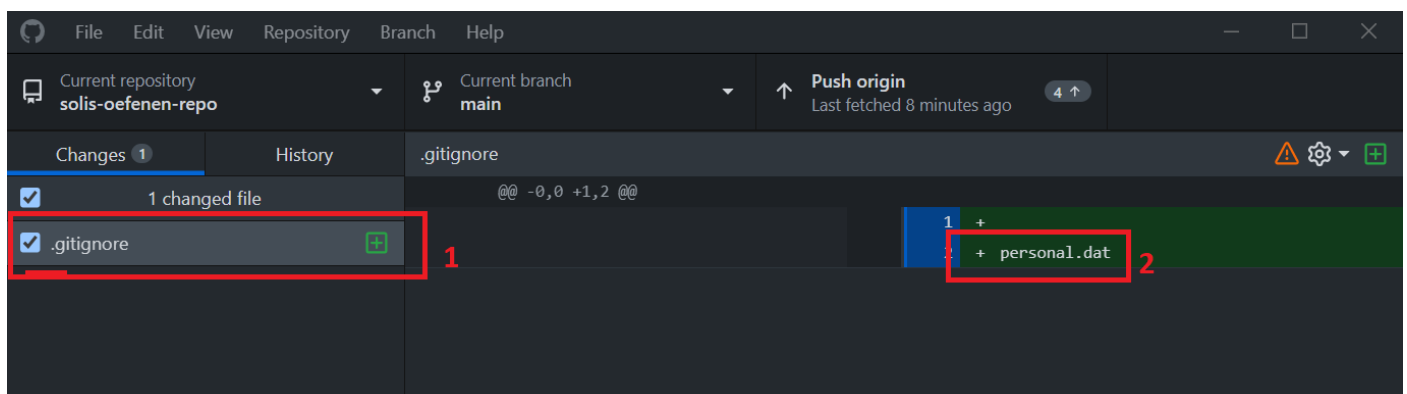 File Edit View Repository Branch Help
Current repository
solis-oefenen-repo
Current branch
main
Push origin
Last fetched 8 minutes ago
4 ↑
Changes 1
History
.gitignore
1 changed file
@@ -0,0 +1,2 @@
.gitignore
1
1 +
2 + personal.dat
2